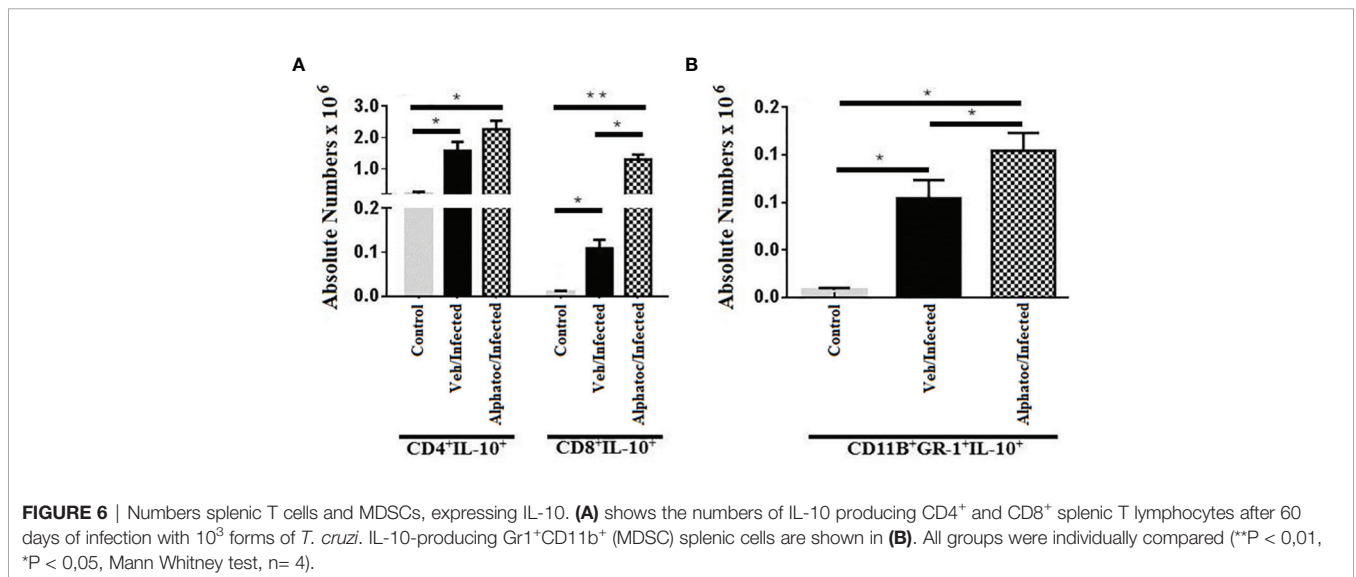 A
Absolute Numbers x 10⁶
3.0
2.0
1.0
0.2
0.1
0.0
*
*
**
*
*
Control
Veh/Infected
Alphatoc/Infected
Control
Veh/Infected
Alphatoc/Infected
CD4⁺IL-10⁺
CD8⁺IL-10⁺
B
Absolute Numbers x 10⁶
0.2
0.1
0.1
0.0
0.0
*
*
*
Control
Veh/Infected
Alphatoc/Infected
CD11B⁺GR-1⁺IL-10⁺
FIGURE 6 | Numbers splenic T cells and MDSCs, expressing IL-10. (A) shows the numbers of IL-10 producing CD4⁺ and CD8⁺ splenic T lymphocytes after 60
days of infection with 10³ forms of T. cruzi. IL-10-producing Gr1⁺CD11b⁺ (MDSC) splenic cells are shown in (B). All groups were individually compared (**P < 0,01,
*P < 0,05, Mann Whitney test, n= 4).